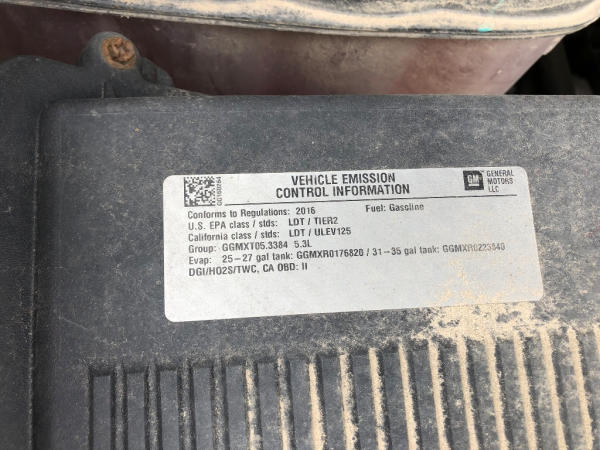 VEHICLE EMISSION
CONTROL INFORMATION
GM
GENERAL
MOTORS
LLC
Conforms to Regulations: 2016 Fuel: Gasoline
U.S. EPA class / stds: LDT / TIER2
California class / stds: LDT / ULEV125
Group: GGMXT05.3384 5.3L
Evap: 25-27 gal tank: GGMXR0176820 / 31-35 gal tank: GGMXR0223840
DGI/HO2S/TWC, CA OBD: II